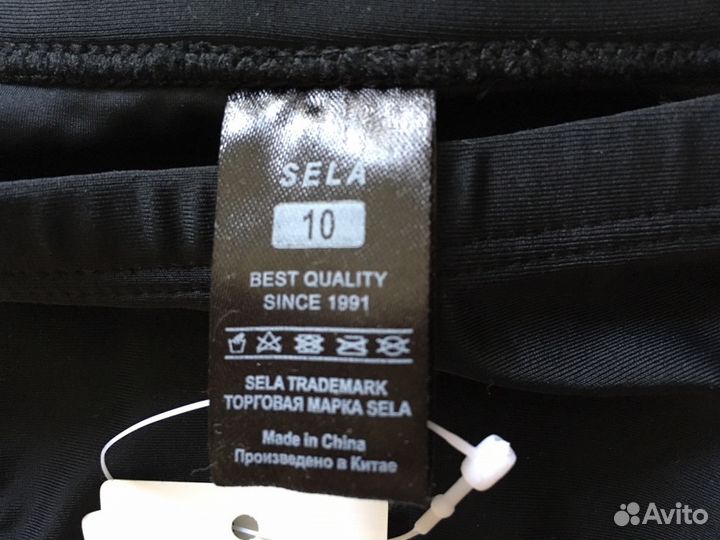 SELA
10
BEST QUALITY
SINCE 1991
SELA TRADEMARK
ТОРГОВАЯ МАРКА SELA
Made in China
Произведено в Китае
Avito